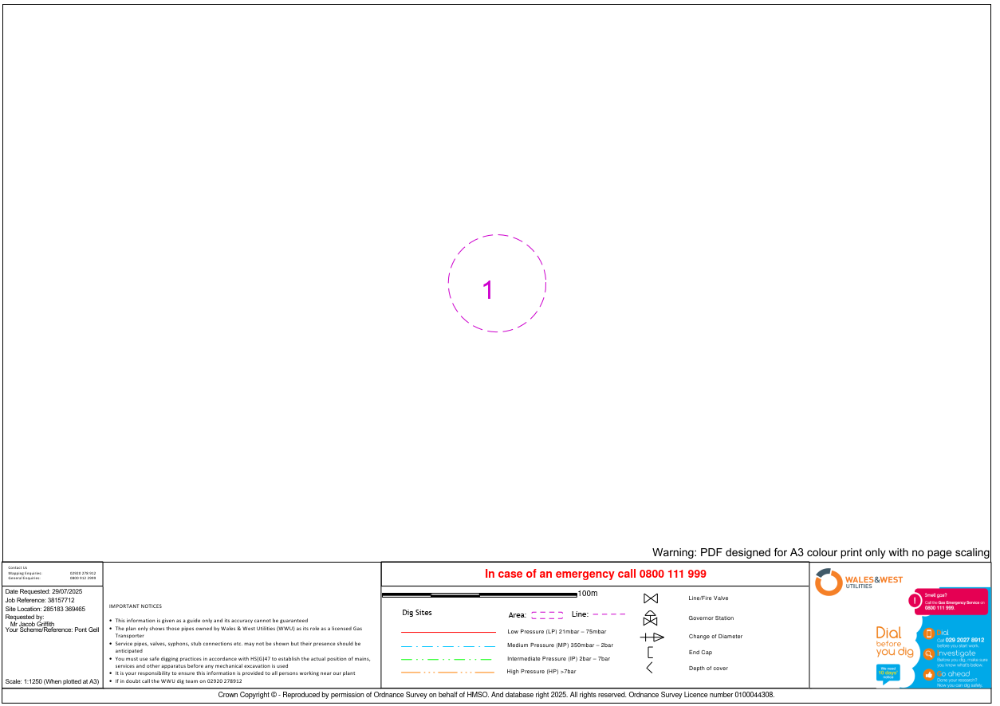 1
Warning: PDF designed for A3 colour print only with no page scaling
Contact Us
Mapping Enquiries: 02920 278 912
General Enquiries: 0800 912 2999
Date Requested: 29/07/2025
Job Reference: 38157712
Site Location: 285183 369465
Requested by:
Mr Jacob Griffith
Your Scheme/Reference: Pont Gell
Scale: 1:1250 (When plotted at A3)
IMPORTANT NOTICES
• This information is given as a guide only and its accuracy cannot be guaranteed
• The plan only shows those pipes owned by Wales & West Utilities (WWU) as its role as a licensed Gas
Transporter
• Service pipes, valves, syphons, stub connections etc. may not be shown but their presence should be
anticipated
• You must use safe digging practices in accordance with HS(G)47 to establish the actual position of mains,
services and other apparatus before any mechanical excavation is used
• It is your responsibility to ensure this information is provided to all persons working near our plant
• If in doubt call the WWU dig team on 02920 278912
In case of an emergency call 0800 111 999
100m
Dig Sites
Area:
Line:
Low Pressure (LP) 21mbar – 75mbar
Medium Pressure (MP) 350mbar – 2bar
Intermediate Pressure (IP) 2bar – 7bar
High Pressure (HP) >7bar
Line/Fire Valve
Governor Station
Change of Diameter
End Cap
Depth of cover
WALES&WEST
UTILITIES
Smell gas?
Call the Gas Emergency Service on
0800 111 999.
Dial
before
you dig
We need
10 days'
notice
Dial
Call 029 2027 8912
before you start work.
Investigate
Before you dig, make sure
you know what's below.
Go ahead
Done your research?
Now you can dig safely.
Crown Copyright © - Reproduced by permission of Ordnance Survey on behalf of HMSO. And database right 2025. All rights reserved. Ordnance Survey Licence number 0100044308.